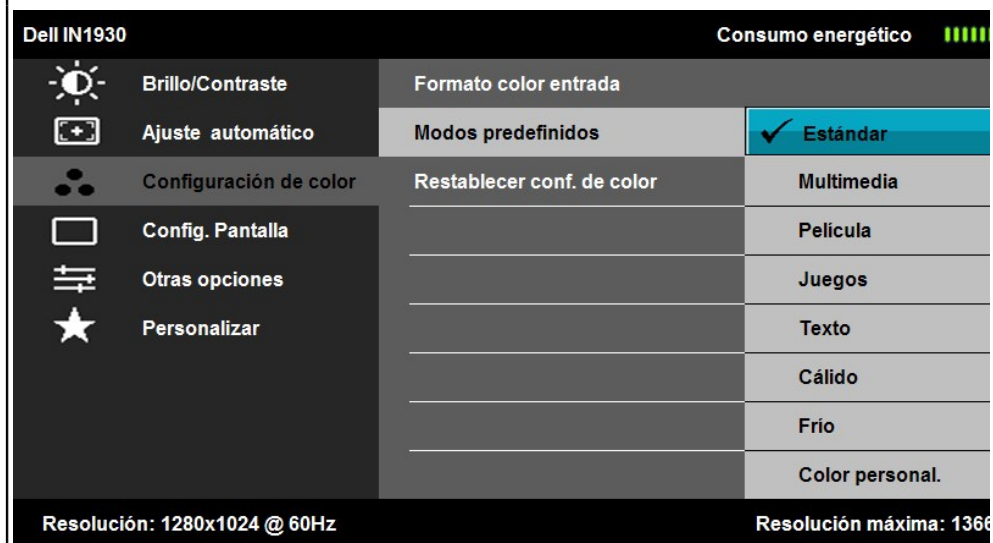 Dell IN1930 Consumo energético
Brillo/Contraste Formato color entrada
Ajuste automático Modos predefinidos Estándar
Configuración de color Restablecer conf. de color Multimedia
Config. Pantalla Película
Otras opciones Juegos
Personalizar Texto
Cálido
Frío
Color personal.
Resolución: 1280x1024 @ 60Hz Resolución máxima: 1366